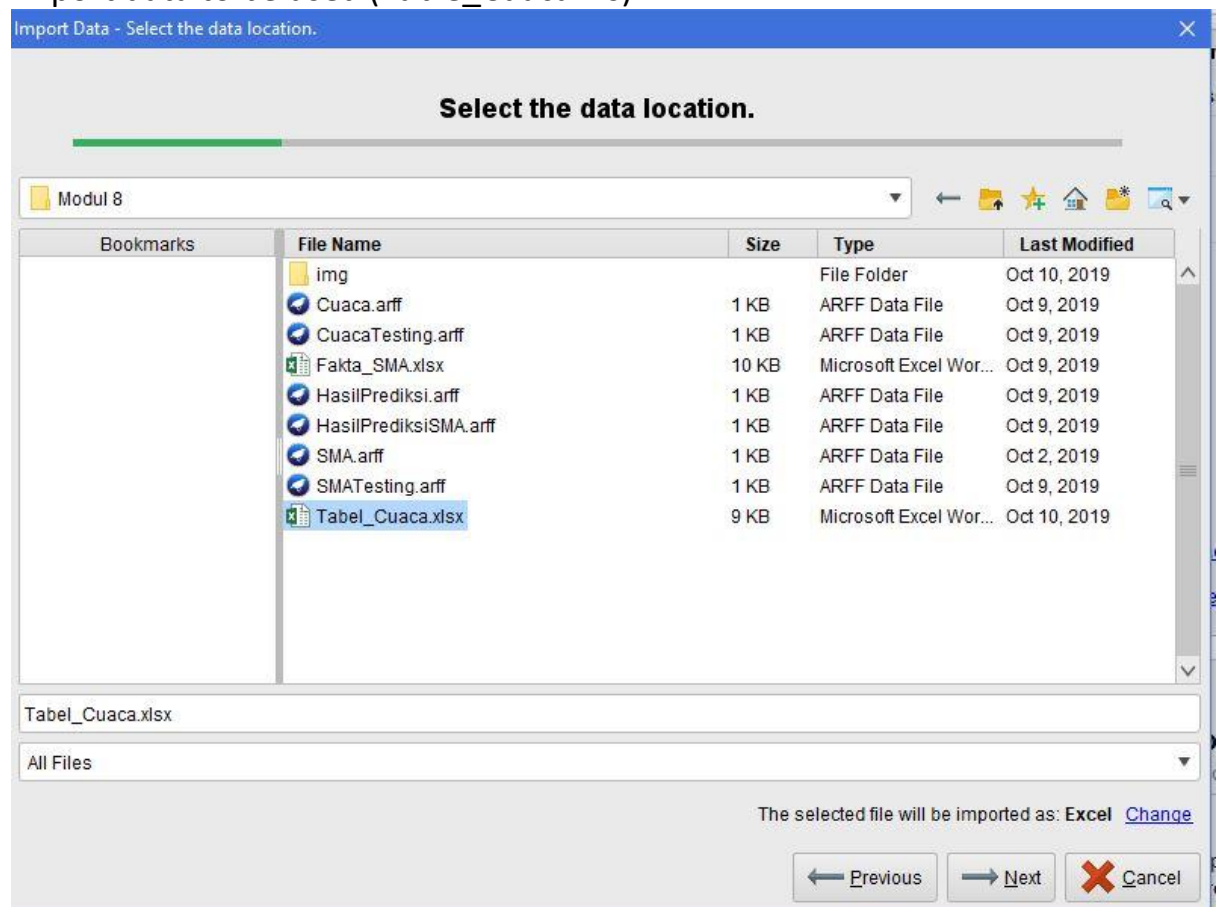 Import Data - Select the data location.
Select the data location.
Modul 8
Bookmarks File Name Size Type Last Modified
img File Folder Oct 10, 2019
Cuaca.arff 1 KB ARFF Data File Oct 9, 2019
CuacaTesting.arff 1 KB ARFF Data File Oct 9, 2019
Fakta_SMA.xlsx 10 KB Microsoft Excel Wor... Oct 9, 2019
HasilPrediksi.arff 1 KB ARFF Data File Oct 9, 2019
HasilPrediksiSMA.arff 1 KB ARFF Data File Oct 9, 2019
SMA.arff 1 KB ARFF Data File Oct 2, 2019
SMATesting.arff 1 KB ARFF Data File Oct 9, 2019
Tabel_Cuaca.xlsx 9 KB Microsoft Excel Wor... Oct 10, 2019
Tabel_Cuaca.xlsx
All Files
The selected file will be imported as: Excel Change
Previous Next Cancel